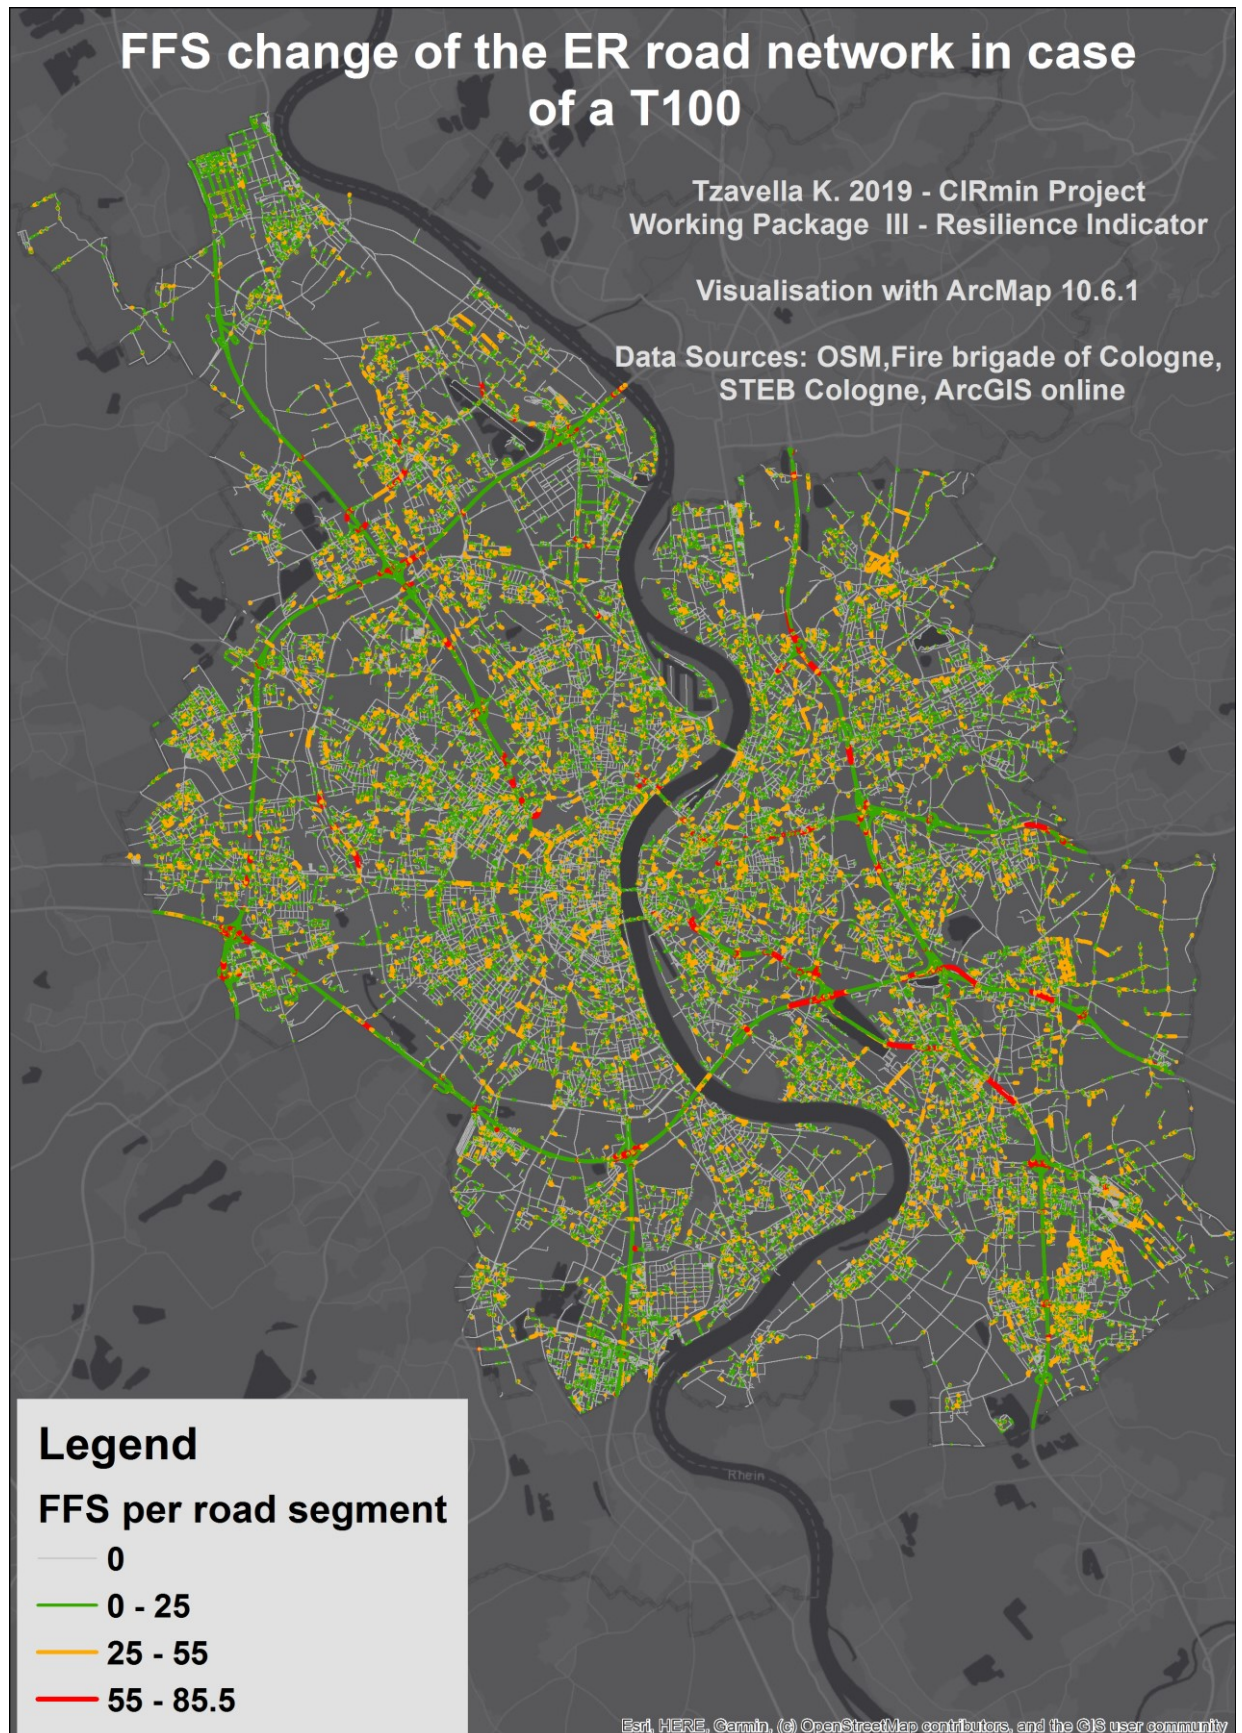 FFS change of the ER road network in case
of a T100
Tzavella K. 2019 - CIRmin Project
Working Package III - Resilience Indicator
Visualisation with ArcMap 10.6.1
Data Sources: OSM,Fire brigade of Cologne,
STEB Cologne, ArcGIS online
Rhein
Legend
FFS per road segment
0
0 - 25
25 - 55
55 - 85.5
Esri, HERE, Garmin, (c) OpenStreetMap contributors, and the GIS user community